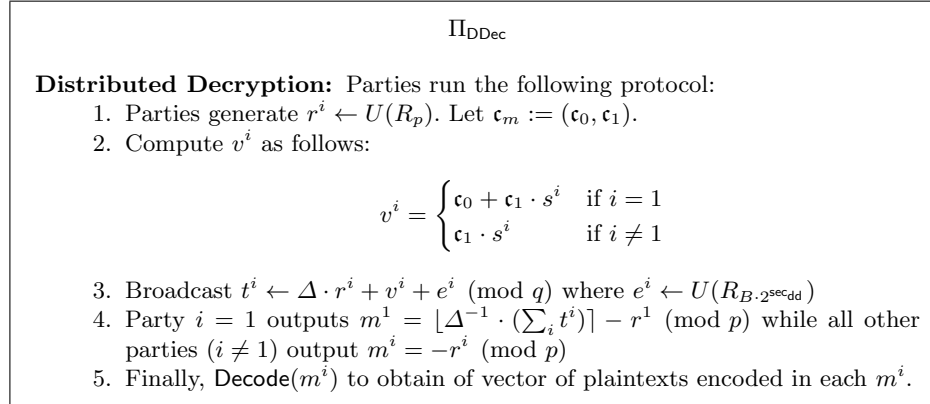 Π_DDec
Distributed Decryption: Parties run the following protocol:
1. Parties generate r^i ← U(R_p). Let 𝔠_m := (𝔠_0, 𝔠_1).
2. Compute v^i as follows:
v^i = { 𝔠_0 + 𝔠_1 · s^i if i = 1
𝔠_1 · s^i if i ≠ 1
3. Broadcast t^i ← Δ · r^i + v^i + e^i (mod q) where e^i ← U(R_{B·2^{sec_dd}})
4. Party i = 1 outputs m^1 = ⌊Δ^{-1} · (∑_i t^i)⌉ − r^1 (mod p) while all other
parties (i ≠ 1) output m^i = −r^i (mod p)
5. Finally, Decode(m^i) to obtain of vector of plaintexts encoded in each m^i.